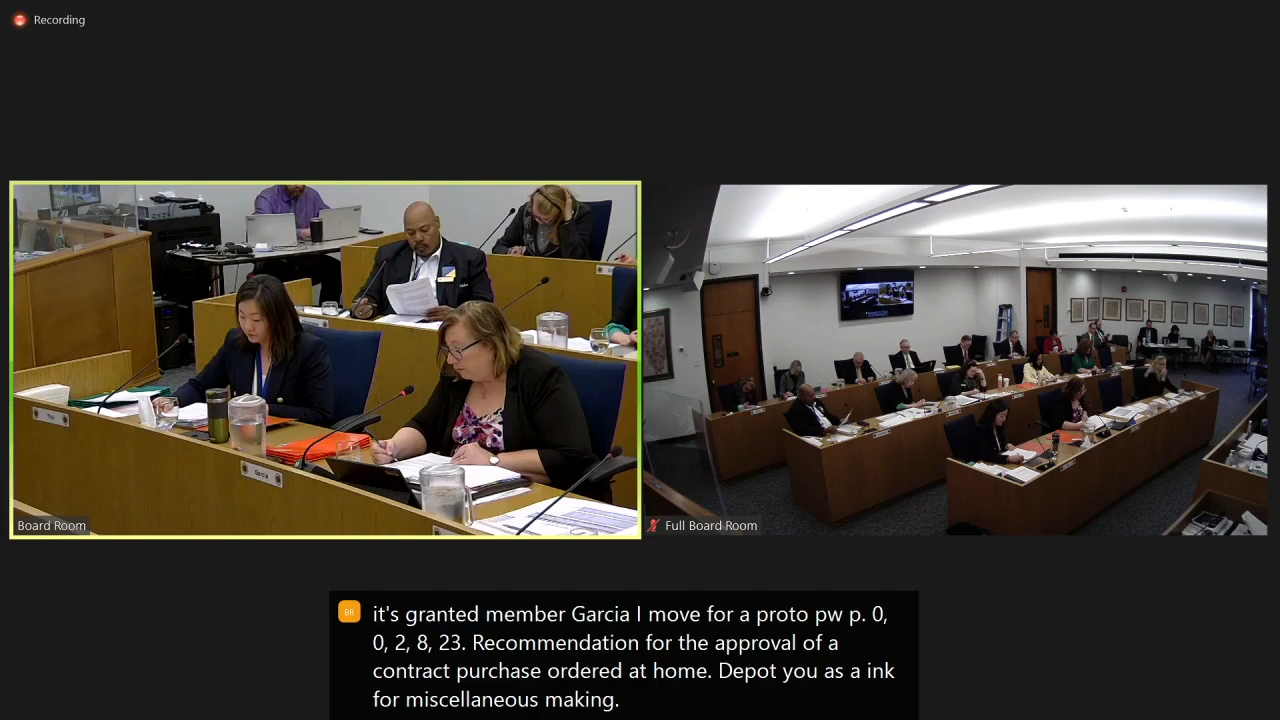 Recording
Garcia
Board Room
Full Board Room
BR
it's granted member Garcia I move for a proto pw p. 0,
0, 2, 8, 23. Recommendation for the approval of a
contract purchase ordered at home. Depot you as a ink
for miscellaneous making.